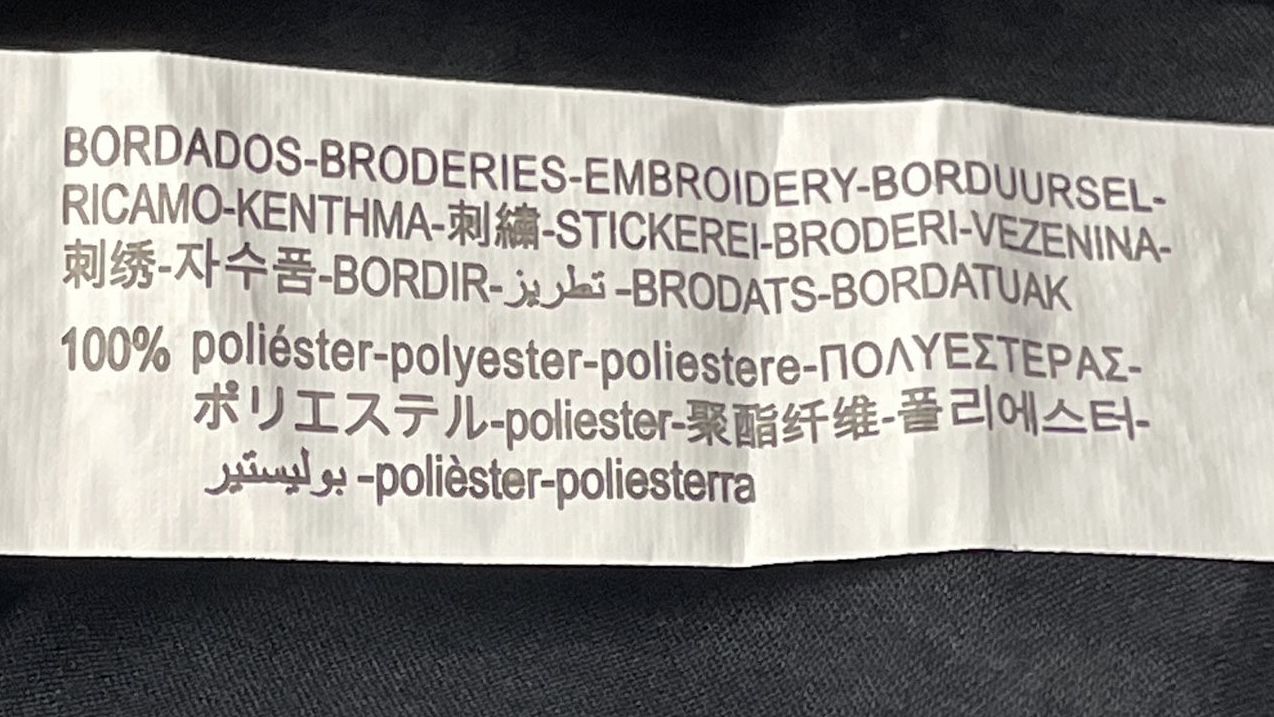 BORDADOS-BRODERIES-EMBROIDERY-BORDUURSEL-
RICAMO-KENTHMA-刺繍-STICKEREI-BRODERI-VEZENINA-
刺绣-자수품-BORDIR-تطريز-BRODATS-BORDATUAK
100% poliéster-polyester-poliestere-ΠΟΛΥΕΣΤΕΡΑΣ-
ポリエステル-poliester-聚酯纤维-폴리에스터-
بوليستير-polièster-poliesterra